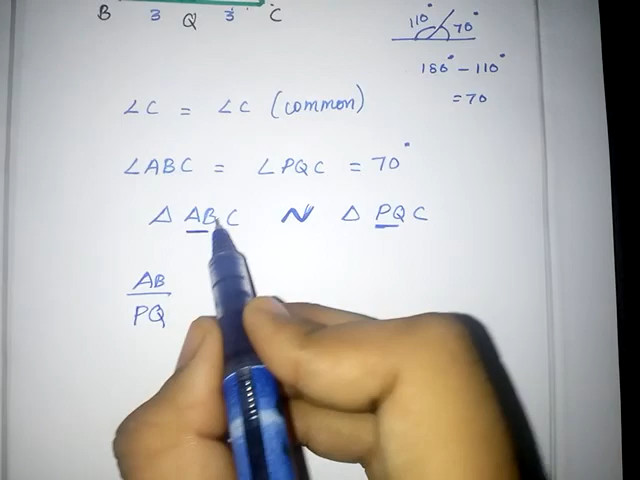 B 3 Q 3 C
110° 70°
180° - 110°
= 70
∠C = ∠C (common)
∠ABC = ∠PQC = 70°
△ ABC ~ △ PQC
AB
PQ